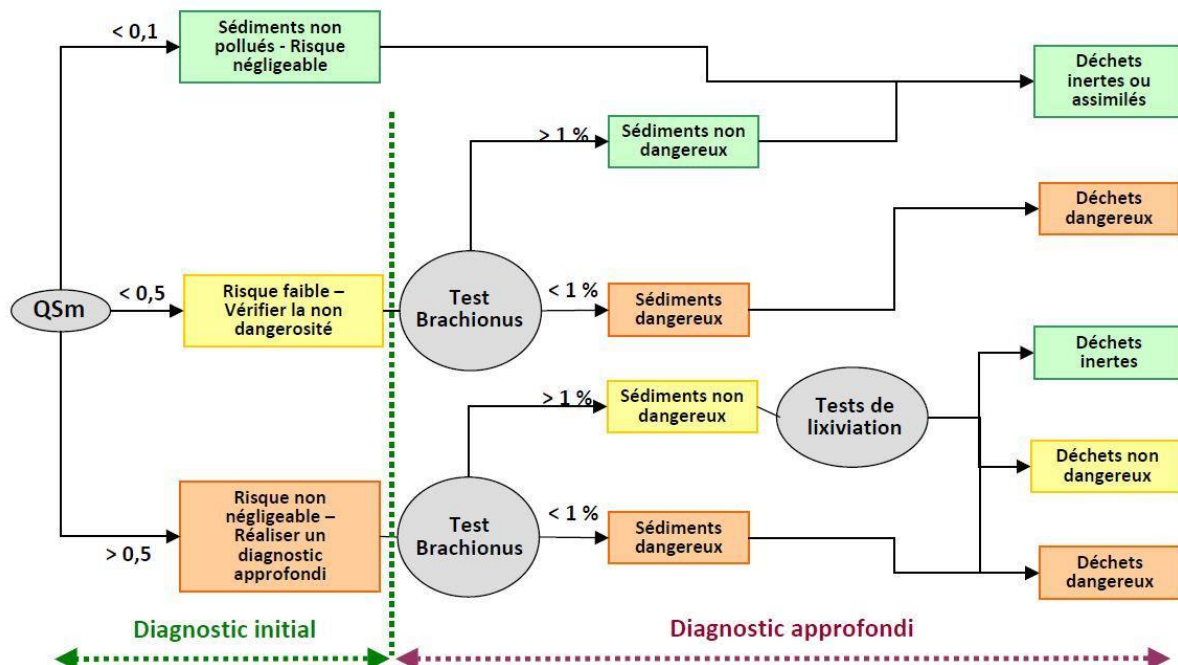 < 0,1
Sédiments non
pollués - Risque
négligeable
Déchets
inertes ou
assimilés
> 1 %
Sédiments non
dangereux
Déchets
dangereux
QSm
< 0,5
Risque faible –
Vérifier la non
dangerosité
Test
Brachionus
< 1 %
Sédiments
dangereux
Déchets
inertes
> 1 %
Sédiments non
dangereux
Tests de
lixiviation
Déchets non
dangereux
> 0,5
Risque non
négligeable –
Réaliser un
diagnostic
approfondi
Test
Brachionus
< 1 %
Sédiments
dangereux
Déchets
dangereux
Diagnostic initial
Diagnostic approfondi